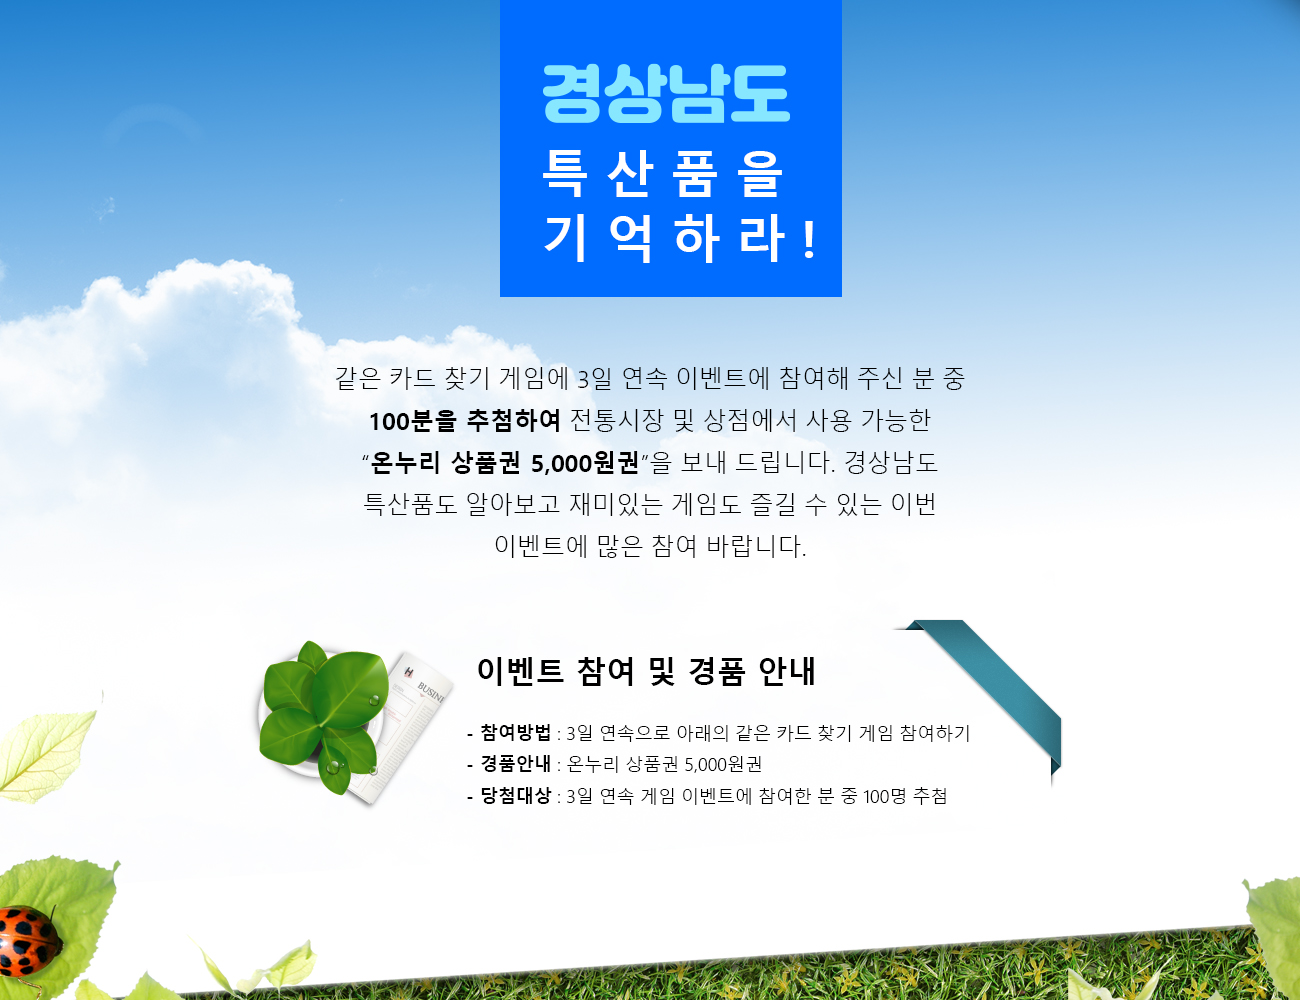 경상남도
특산품을
기억하라!
같은 카드 찾기 게임에 3일 연속 이벤트에 참여해 주신 분 중
100분을 추첨하여 전통시장 및 상점에서 사용 가능한
“온누리 상품권 5,000원권”을 보내 드립니다. 경상남도
특산품도 알아보고 재미있는 게임도 즐길 수 있는 이번
이벤트에 많은 참여 바랍니다.
이벤트 참여 및 경품 안내
BUSINE
- 참여방법 : 3일 연속으로 아래의 같은 카드 찾기 게임 참여하기
- 경품안내 : 온누리 상품권 5,000원권
- 당첨대상 : 3일 연속 게임 이벤트에 참여한 분 중 100명 추첨